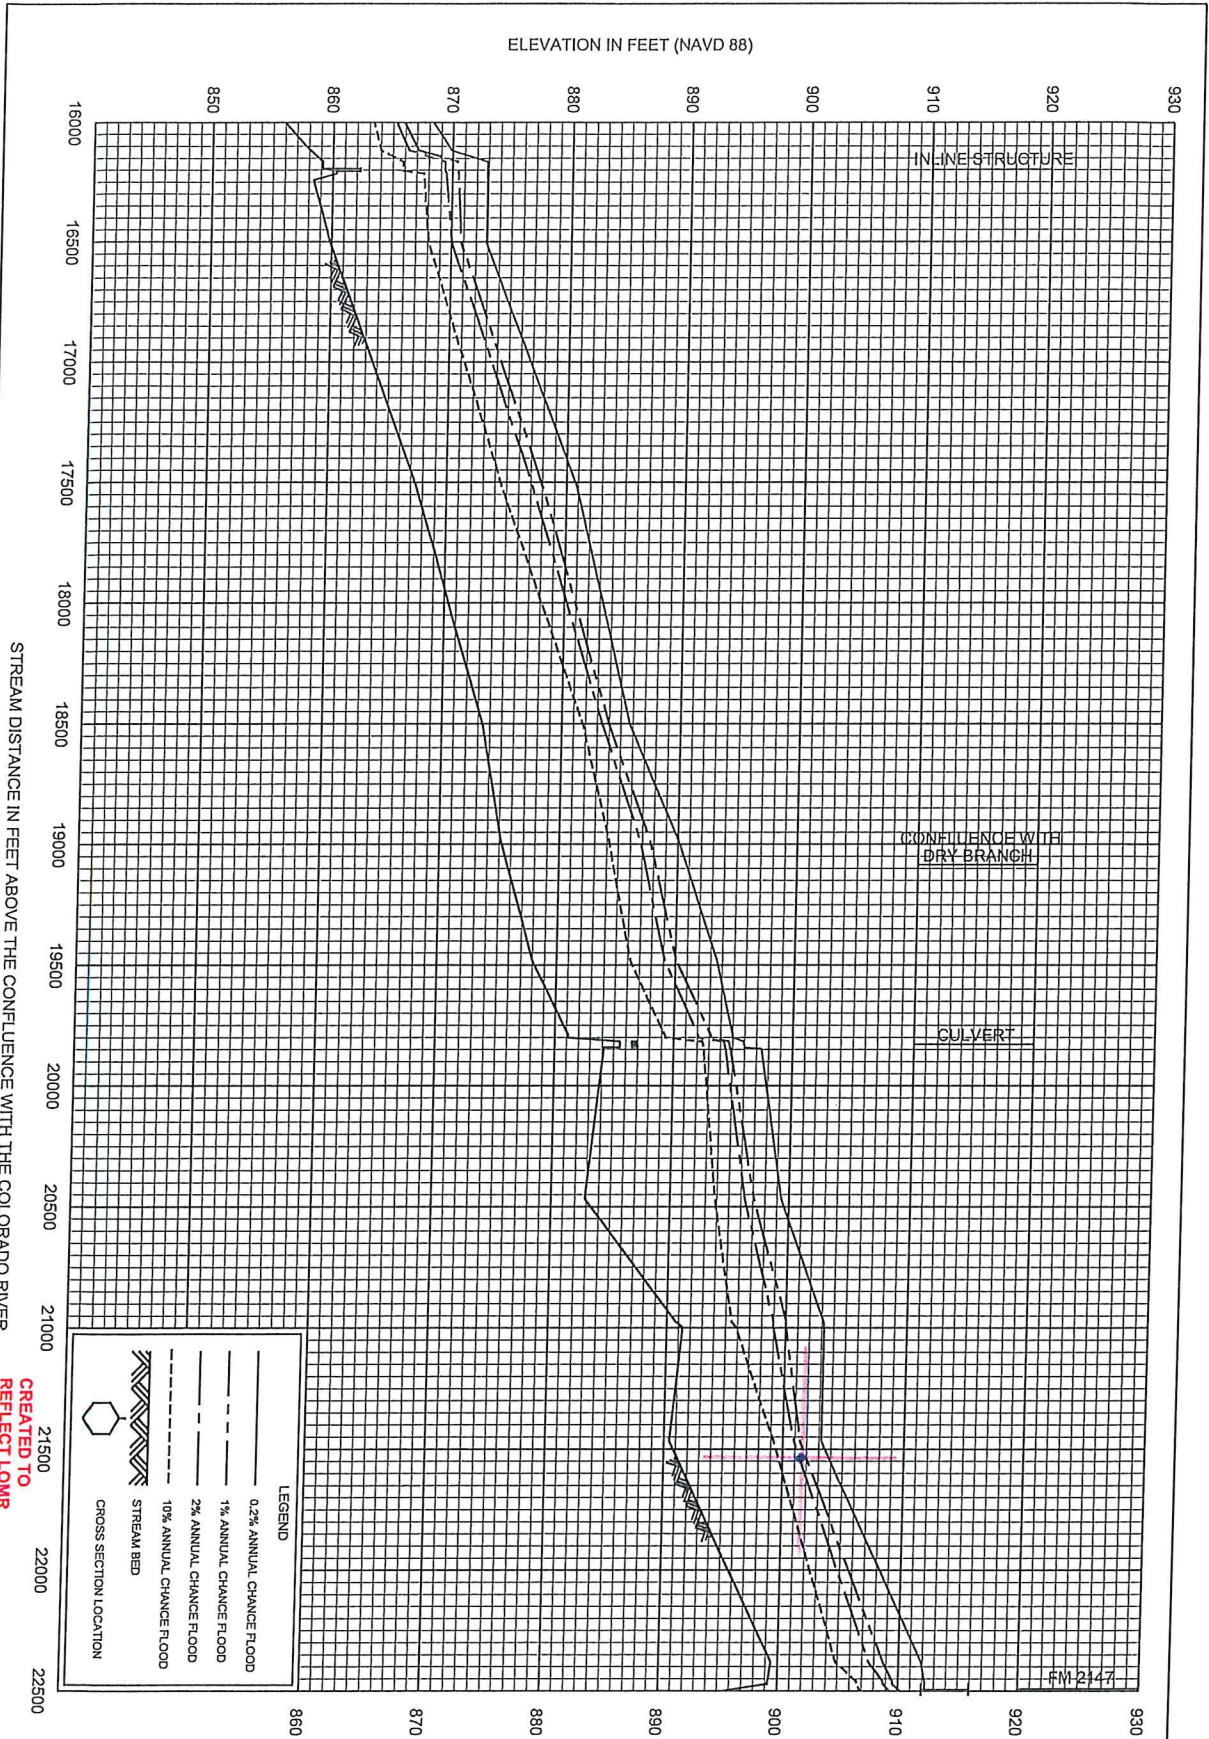 ELEVATION IN FEET (NAVD 88)
930
920
910
900
890
880
870
860
850
INLINE STRUCTURE
CONFLUENCE WITH
DRY BRANCH
CULVERT
FM 2147
16000
16500
17000
17500
18000
18500
19000
19500
20000
20500
21000
21500
22000
22500
930
920
910
900
890
880
870
860
LEGEND
0.2% ANNUAL CHANCE FLOOD
1% ANNUAL CHANCE FLOOD
2% ANNUAL CHANCE FLOOD
10% ANNUAL CHANCE FLOOD
STREAM BED
CROSS SECTION LOCATION
STREAM DISTANCE IN FEET ABOVE THE CONFLUENCE WITH THE COLORADO RIVER
CREATED TO
REFLECT LOMR